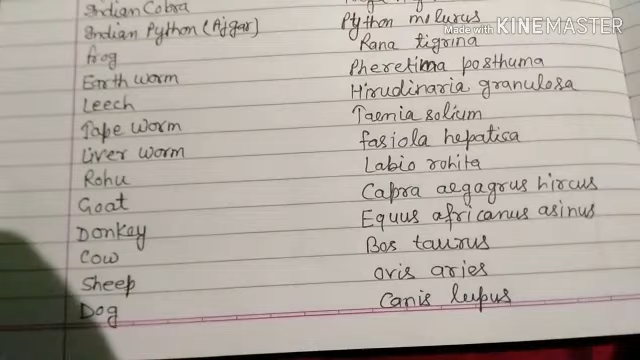 Indian Cobra
Indian Python (Ajgar) Python molurus
Frog Rana tigrina
Earth worm Pheretima posthuma
Leech Hirudinaria granulosa
Tape worm Taenia solium
Liver worm fasiola hepatica
Rohu Labio rohita
Goat Capra aegagrus hircus
Donkey Equus africanus asinus
Cow Bos taurus
Sheep ovis aries
Dog Canis lupus
Made with KINEMASTER